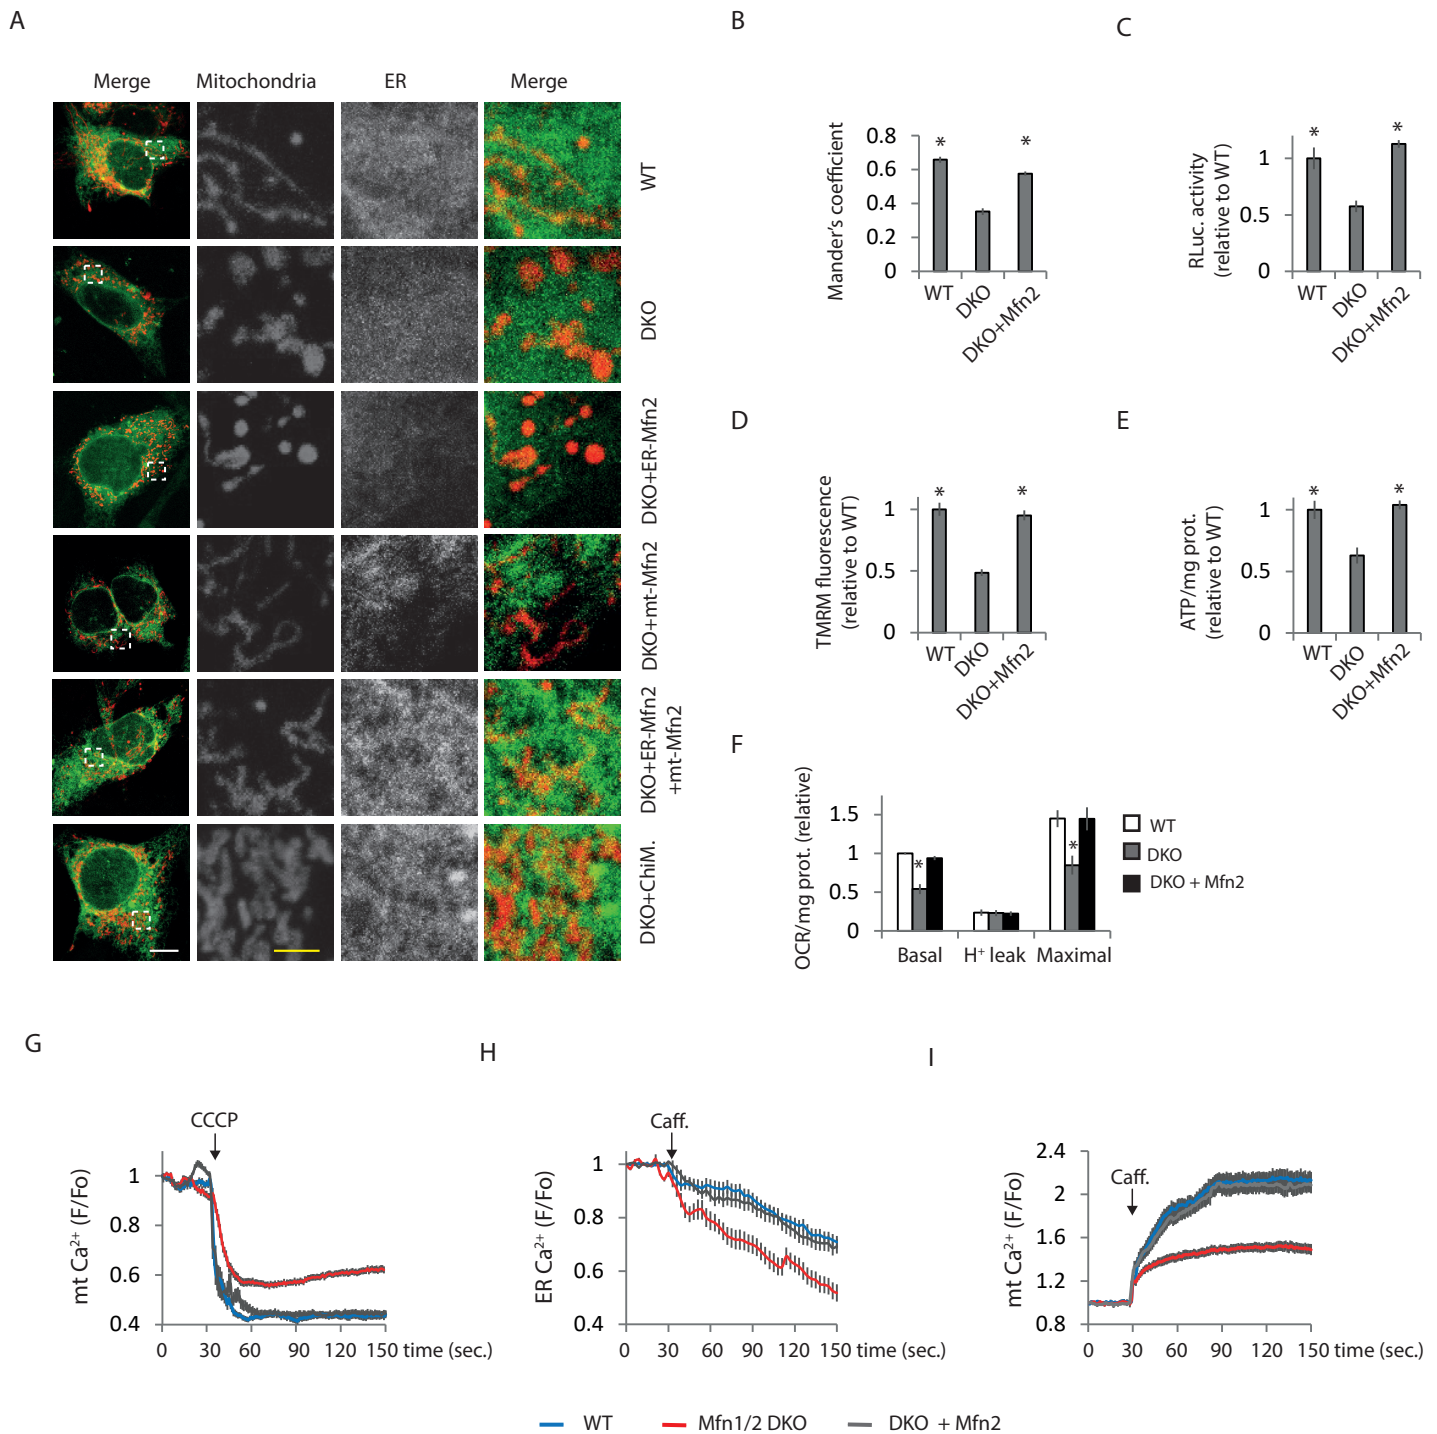 A
Merge Mitochondria ER Merge
WT
DKO
DKO+ER-Mfn2
DKO+mt-Mfn2
DKO+ER-Mfn2
+mt-Mfn2
DKO+ChiM.
B
Mander's coefficient
0.8
0.6
0.4
0.2
0
WT DKO DKO+Mfn2
* *
C
RLuc. activity
(relative to WT)
1
0.5
0
WT DKO DKO+Mfn2
* *
D
TMRM fluorescence
(relative to WT)
1
0.5
0
WT DKO DKO+Mfn2
* *
E
ATP/mg prot.
(relative to WT)
1
0.5
0
WT DKO DKO+Mfn2
* *
F
OCR/mg prot. (relative)
1.5
1
0.5
0
* *
Basal H⁺ leak Maximal
WT
DKO
DKO + Mfn2
G
CCCP
mt Ca²⁺ (F/Fo)
1
0.8
0.6
0.4
0 30 60 90 120 150 time (sec.)
H
Caff.
ER Ca²⁺ (F/Fo)
1
0.8
0.6
0.4
0 30 60 90 120 150 time (sec.)
I
Caff.
mt Ca²⁺ (F/Fo)
2.4
2
1.6
1.2
0.8
0 30 60 90 120 150 time (sec.)
WT Mfn1/2 DKO DKO + Mfn2